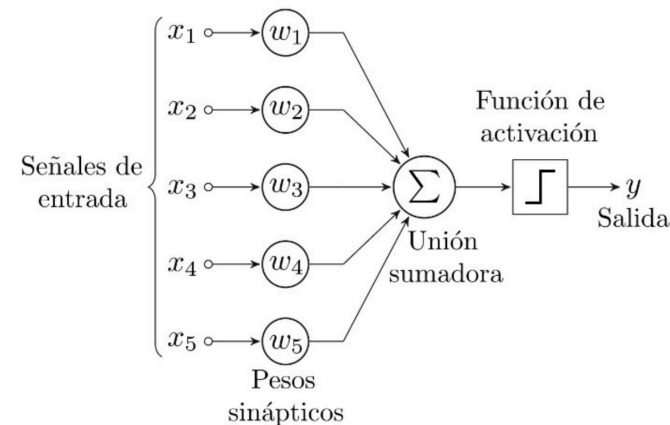 x₁ w₁
x₂ w₂
Función de
activación
Señales de
entrada
x₃ w₃ Σ y
Salida
Unión
sumadora
x₄ w₄
x₅ w₅
Pesos
sinápticos